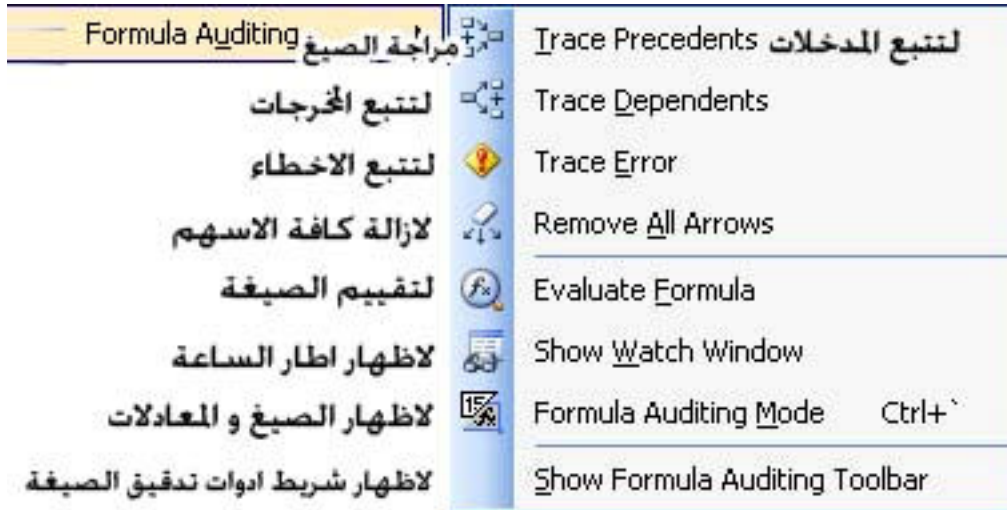 Formula Auditing مراجة الصيغ Trace Precedents لتتبع المدخلات
لتتبع المخرجات Trace Dependents
لتتبع الاخطاء Trace Error
لازالة كافة الاسهم Remove All Arrows
لتقييم الصيغة Evaluate Formula
لاظهار اطار الساعة Show Watch Window
لاظهار الصيغ و المعادلات Formula Auditing Mode Ctrl+`
لاظهار شريط ادوات تدقيق الصيغة Show Formula Auditing Toolbar